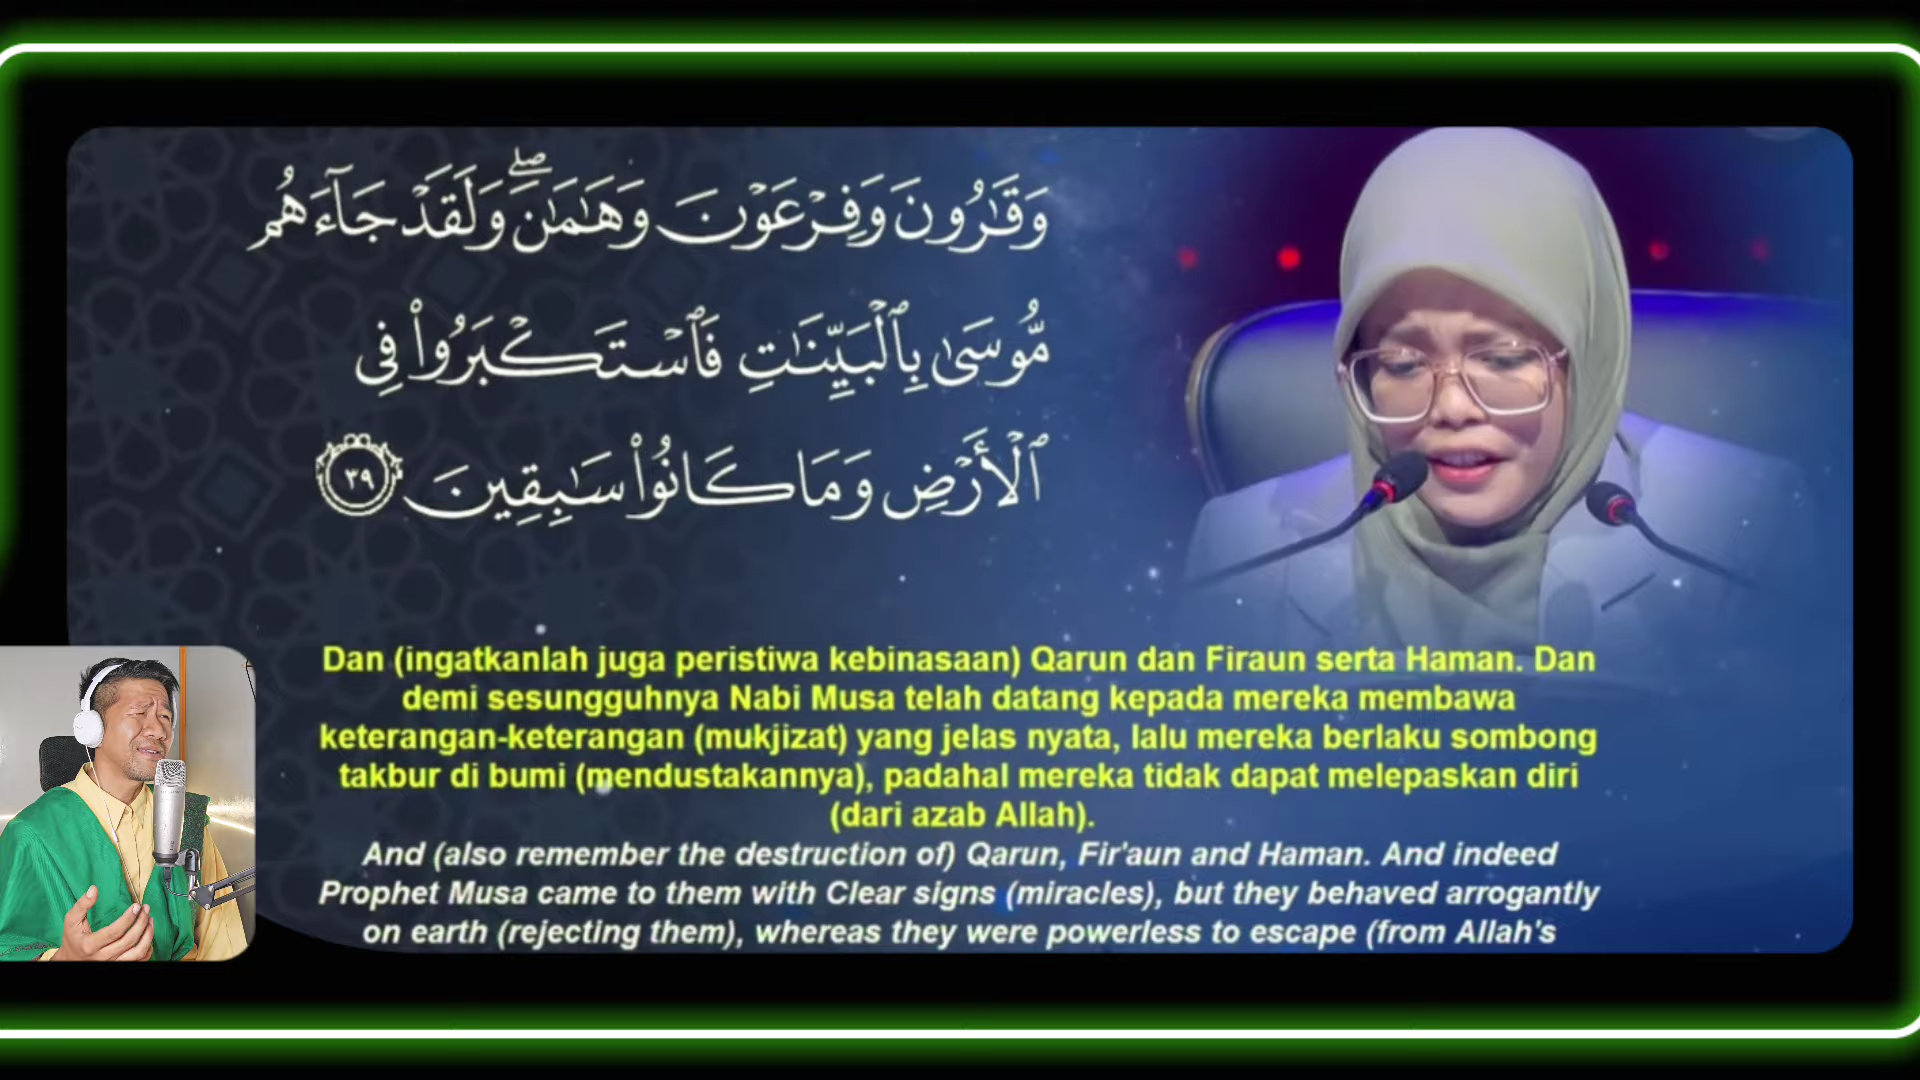 وَقَـٰرُونَ وَفِرْعَوْنَ وَهَـٰمَـٰنَ ۖ وَلَقَدْ جَآءَهُم
مُّوسَىٰ بِٱلْبَيِّنَـٰتِ فَٱسْتَكْبَرُوا۟ فِى
ٱلْأَرْضِ وَمَا كَانُوا۟ سَـٰبِقِينَ ٣٩
Dan (ingatkanlah juga peristiwa kebinasaan) Qarun dan Firaun serta Haman. Dan
demi sesungguhnya Nabi Musa telah datang kepada mereka membawa
keterangan-keterangan (mukjizat) yang jelas nyata, lalu mereka berlaku sombong
takbur di bumi (mendustakannya), padahal mereka tidak dapat melepaskan diri
(dari azab Allah).
And (also remember the destruction of) Qarun, Fir'aun and Haman. And indeed
Prophet Musa came to them with Clear signs (miracles), but they behaved arrogantly
on earth (rejecting them), whereas they were powerless to escape (from Allah's